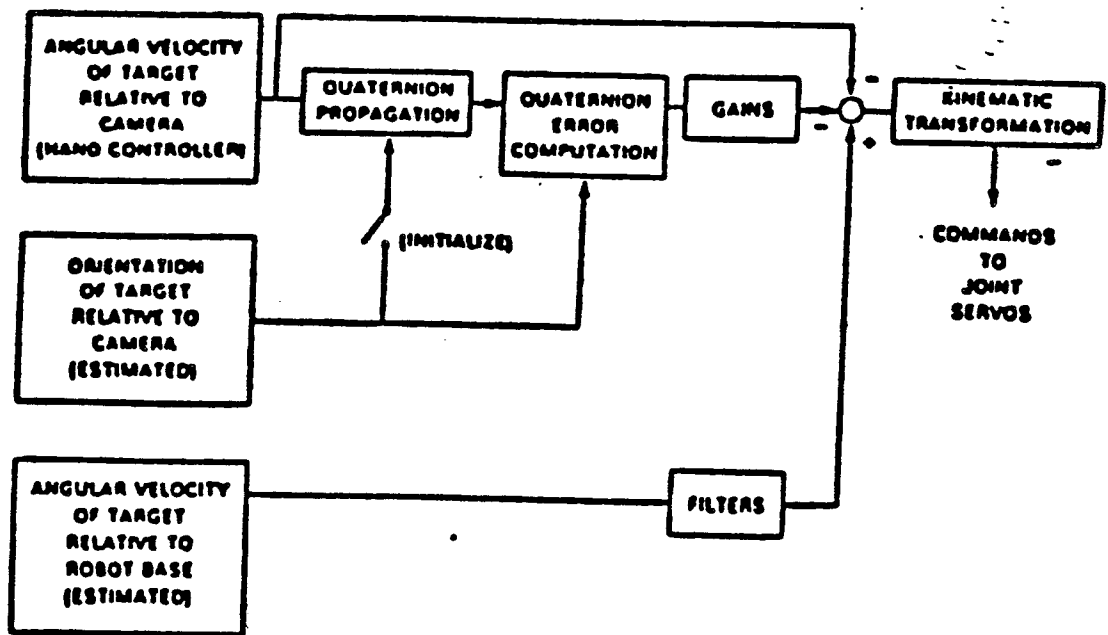 ANGULAR VELOCITY
OF TARGET
RELATIVE TO
CAMERA
(HAND CONTROLLER)
QUATERNION
PROPAGATION
QUATERNION
ERROR
COMPUTATION
GAINS
-
-
+
KINEMATIC
TRANSFORMATION
(INITIALIZE)
COMMANDS
TO
JOINT
SERVOS
ORIENTATION
OF TARGET
RELATIVE TO
CAMERA
(ESTIMATED)
ANGULAR VELOCITY
OF TARGET
RELATIVE TO
ROBOT BASE
(ESTIMATED)
FILTERS